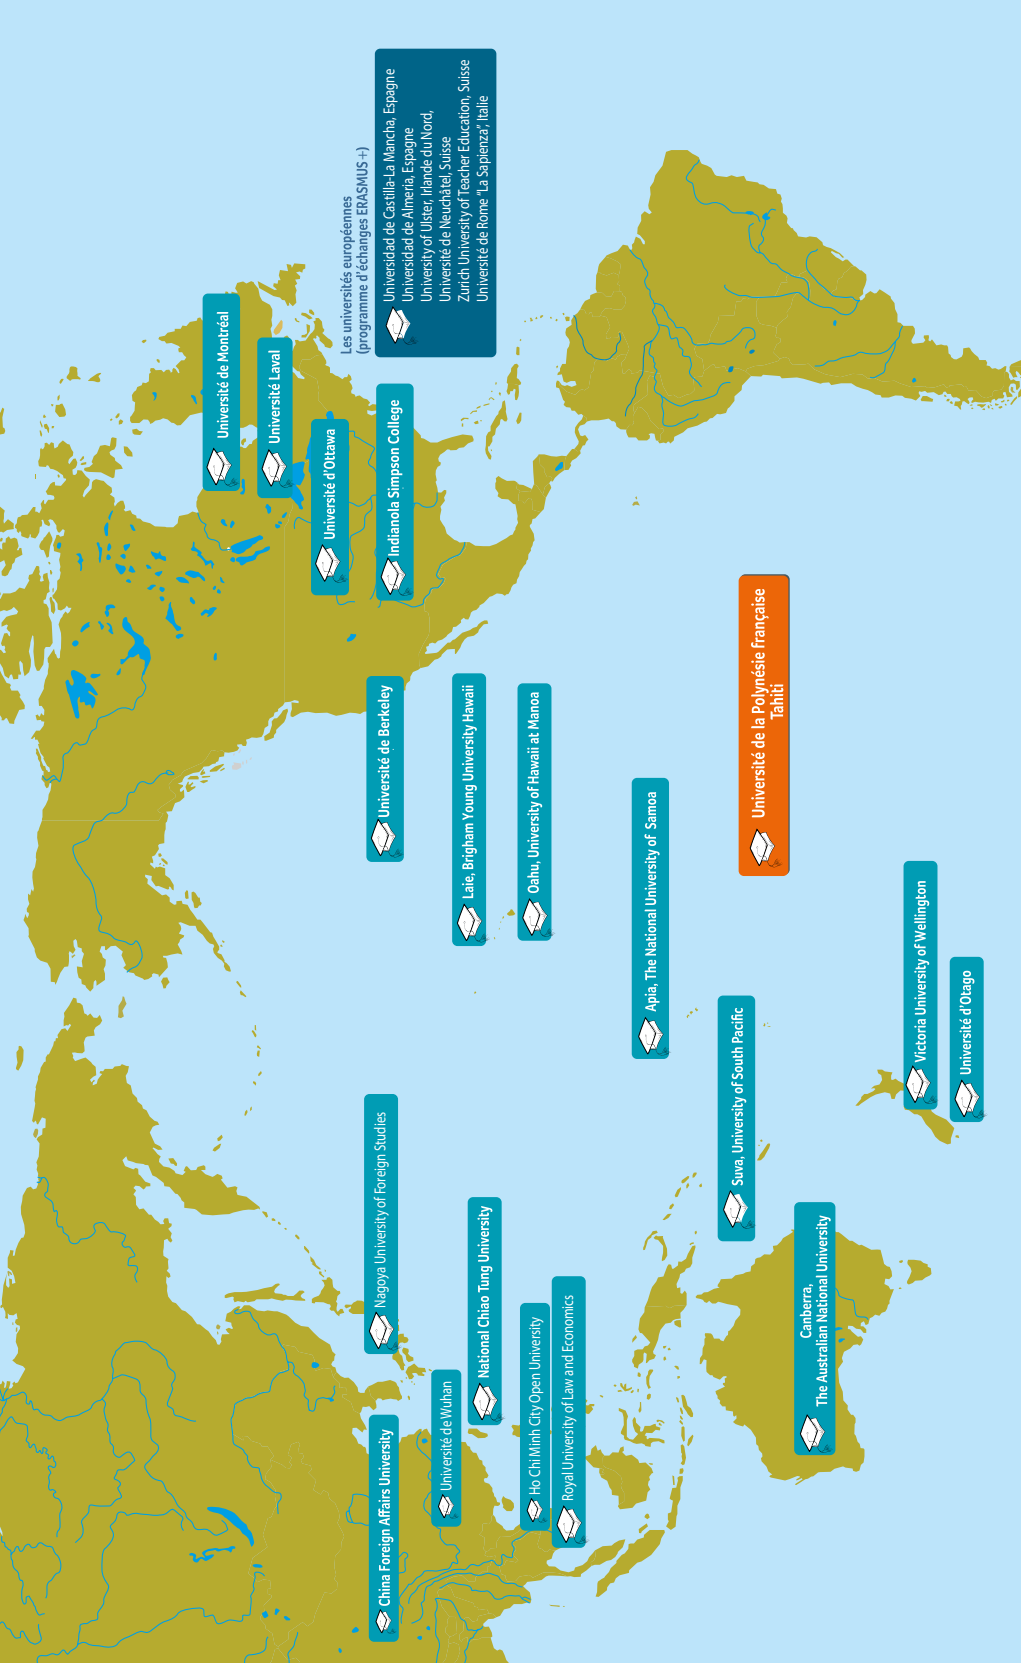 Université de Montréal
Université Laval
Université d'Ottawa
Les universités européennes
(programme d'échanges ERASMUS +)
Universidad de Castilla-La Mancha, Espagne
Universidad de Almeria, Espagne
University of Ulster, Irlande du Nord,
Université de Neuchâtel, Suisse
Zurich University of Teacher Education, Suisse
Université de Rome "La Sapienza", Italie
Indianola Simpson College
Université de Berkeley
Laie, Brigham Young University Hawaii
Oahu, University of Hawaii at Manoa
Nagoya University of Foreign Studies
China Foreign Affairs University
Université de Wuhan
National Chiao Tung University
Ho Chi Minh City Open University
Royal University of Law and Economics
Apia, The National University of Samoa
Suva, University of South Pacific
Université de la Polynésie Française
Tahiti
Canberra,
The Australian National University
Victoria University of Wellington
Université d'Otago